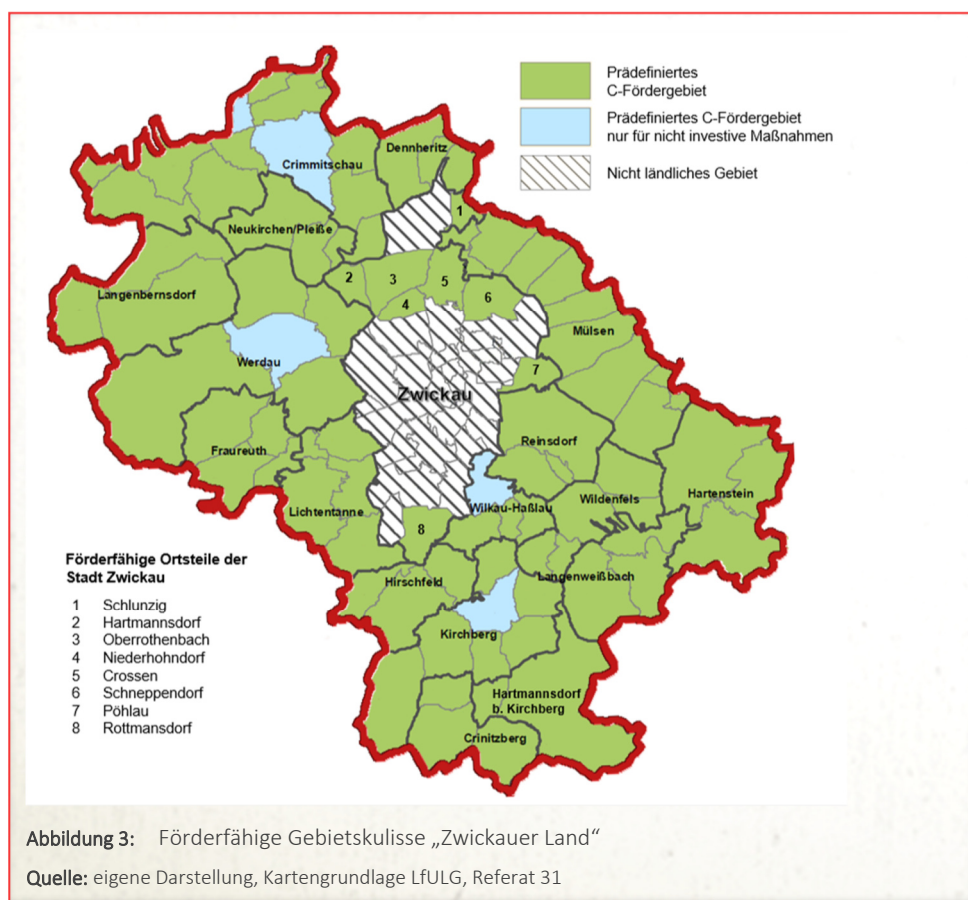 Prädefiniertes
C-Fördergebiet
Prädefiniertes C-Fördergebiet
nur für nicht investive Maßnahmen
Nicht ländliches Gebiet
Dennheritz
Crimmitschau
1
Neukirchen/Pleiße
2
3
5
4
6
Langenbernsdorf
Mülsen
Werdau
7
Zwickau
Reinsdorf
Fraureuth
Hartenstein
Wildenfels
Wilkau-Haßlau
Lichtentanne
8
Hirschfeld
Langenweißbach
Kirchberg
Hartmannsdorf
b. Kirchberg
Crinitzberg
Förderfähige Ortsteile der
Stadt Zwickau
1 Schlunzig
2 Hartmannsdorf
3 Oberrothenbach
4 Niederhohndorf
5 Crossen
6 Schneppendorf
7 Pöhlau
8 Rottmansdorf
Abbildung 3: Förderfähige Gebietskulisse „Zwickauer Land“
Quelle: eigene Darstellung, Kartengrundlage LfULG, Referat 31